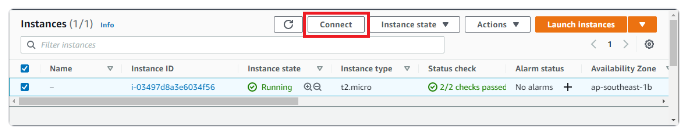 Instances (1/1) Info Connect Instance state Actions Launch instances
Filter instances 1
Name Instance ID Instance state Instance type Status check Alarm status Availability Zone
– i-03497d8a3e6034f56 Running t2.micro 2/2 checks passed No alarms + ap-southeast-1b